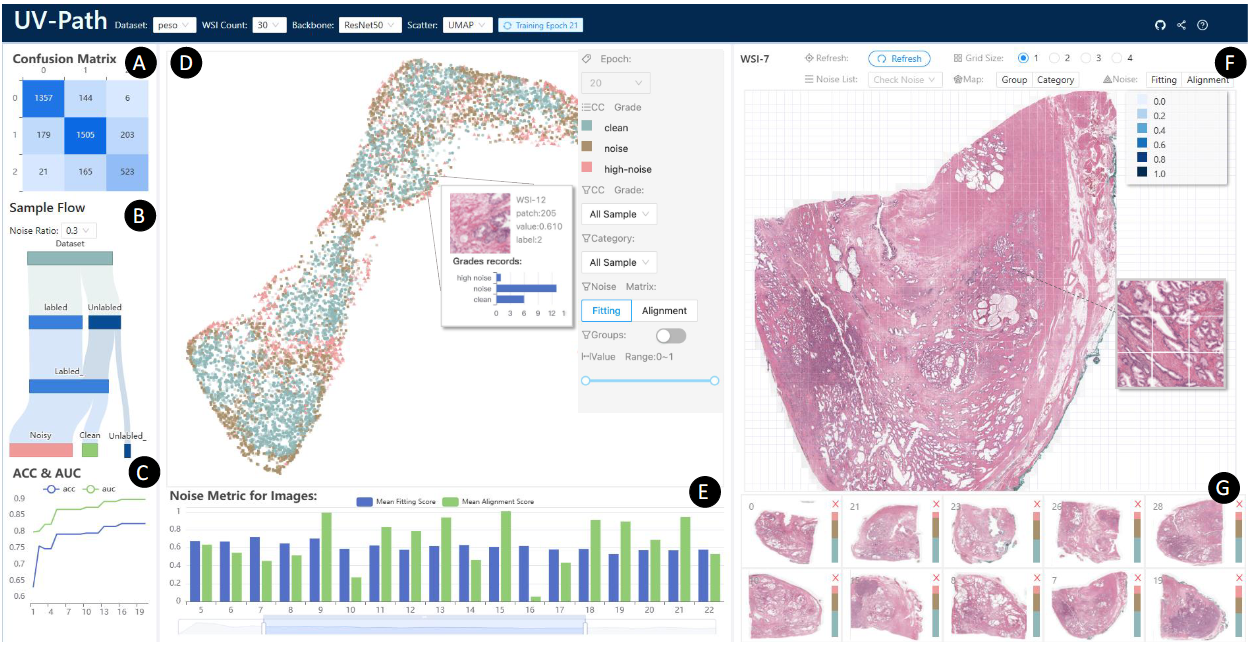 UV-Path Dataset: peso WSI Count: 30 Backbone: ResNet50 Scatter: UMAP Training Epoch 21
Confusion Matrix
A
0 1
0 1357 144 6
1 179 1505 203
2 21 165 523
Sample Flow
B
Noise Ratio: 0.3
Dataset
labled Unlabled
Labled_
Noisy Clean Unlabled_
ACC & AUC
C
acc auc
0.9
0.85
0.8
0.75
0.7
0.65
0.6
1 4 7 10 13 16 19
D
WSI-12
patch:205
value:0.610
label:2
Grades records:
high noise
noise
clean
0 3 6 9 12 1
Epoch:
20
CC Grade
clean
noise
high-noise
CC Grade:
All Sample
Category:
All Sample
Noise Matrix:
Fitting Alignment
Groups:
Value Range:0~1
Noise Metric for Images:
Mean Fitting Score Mean Alignment Score
E
1
0.8
0.6
0.4
0.2
0
5 6 7 8 9 10 11 12 13 14 15 16 17 18 19 20 21 22
WSI-7 Refresh: Refresh Grid Size: 1 2 3 4
F
Noise List: Check Noise Map: Group Category Noise: Fitting Alignment
0.0
0.2
0.4
0.6
0.8
1.0
G
0 X 21 X 23 X 26 X 28 X
X X 8 X 7 X 19 X